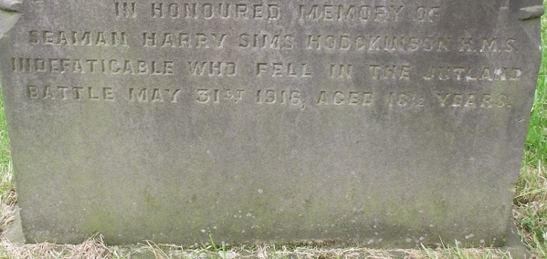 IN HONOURED MEMORY OF
SEAMAN HARRY SIMS HODGKINSON H.M.S.
INDEFATIGABLE WHO FELL IN THE JUTLAND
BATTLE MAY 31ST 1916, AGED 18½ YEARS.